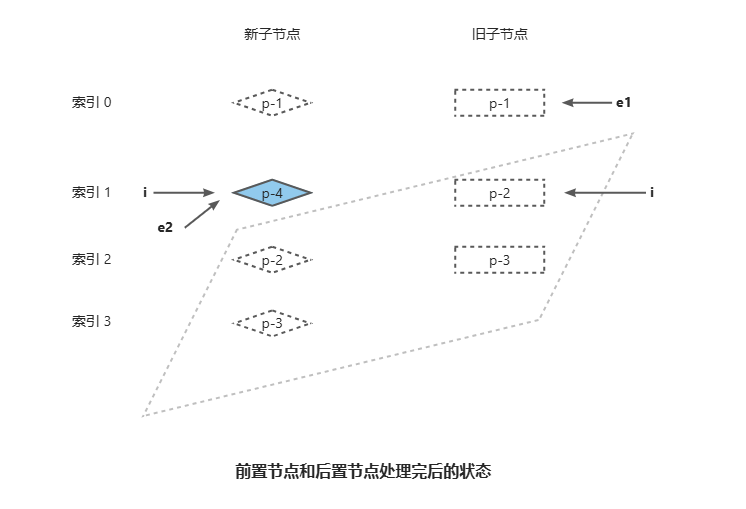 新子节点 旧子节点
索引 0 p-1 p-1 e1
索引 1 i p-4 p-2 i
e2
索引 2 p-2 p-3
索引 3 p-3
前置节点和后置节点处理完后的状态